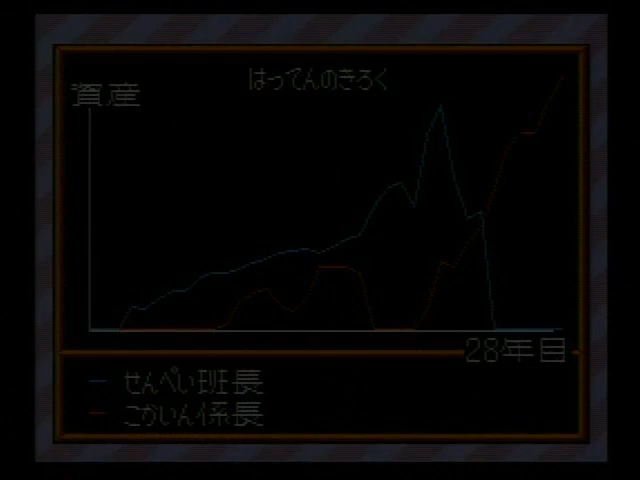 はってんのきろく
資産
28年目
せんぺい班長
こかいん係長